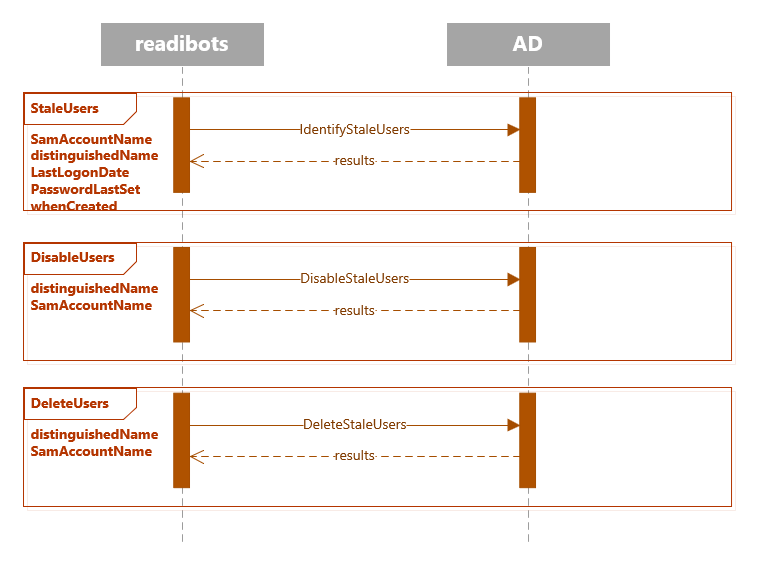 readibots
AD
StaleUsers
SamAccountName
distinguishedName
LastLogonDate
PasswordLastSet
whenCreated
IdentifyStaleUsers
results
DisableUsers
distinguishedName
SamAccountName
DisableStaleUsers
results
DeleteUsers
distinguishedName
SamAccountName
DeleteStaleUsers
results